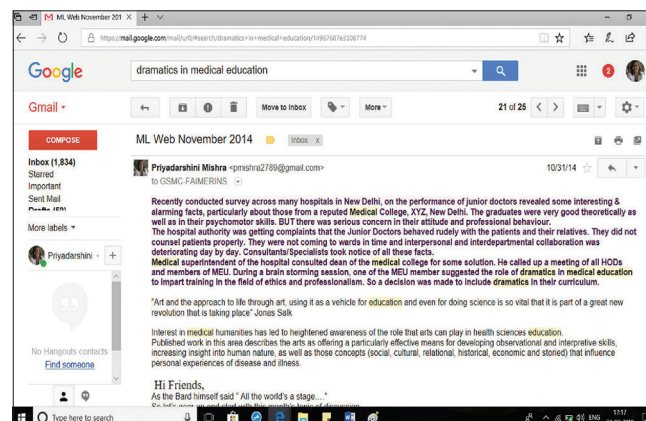 M ML Web November 201
https://mail.google.com/mail/u/0/#search/dramatics+in+medical+education/14967687e3308774
Google
dramatics in medical education
2
Gmail
Move to Inbox
More
21 of 25
COMPOSE
ML Web November 2014
Inbox x
Inbox (1,834)
Starred
Important
Sent Mail
Drafts (50)
More labels
Priyadarshini
No Hangouts contacts
Find someone
Priyadarshini Mishra <pmishra2789@gmail.com>
10/31/14
to GSMC-FAIMERINS.
Recently conducted survey across many hospitals in New Delhi, on the performance of junior doctors revealed some interesting &
alarming facts, particularly about those from a reputed Medical College, XYZ, New Delhi. The graduates were very good theoretically as
well as in their psychomotor skills. BUT there was serious concern in their attitude and professional behaviour.
The hospital authority was getting complaints that the Junior Doctors behaved rudely with the patients and their relatives. They did not
counsel patients properly. They were not coming to wards in time and interpersonal and interdepartmental collaboration was
deteriorating day by day. Consultants/Specialists took notice of all these facts.
Medical superintendent of the hospital consulted dean of the medical college for some solution. He called up a meeting of all HODs
and members of MEU. During a brain storming session, one of the MEU member suggested the role of dramatics in medical education
to impart training in the field of ethics and professionalism. So a decision was made to include dramatics in their curriculum.
"Art and the approach to life through art, using it as a vehicle for education and even for doing science is so vital that it is part of a great new
revolution that is taking place" Jonas Salk
Interest in medical humanities has led to heightened awareness of the role that arts can play in health sciences education.
Published work in this area describes the arts as offering a particularly effective means for developing observational and interpretive skills,
increasing insight into human nature, as well as those concepts (social, cultural, relational, historical, economic and storied) that influence
personal experiences of disease and illness.
Hi Friends,
As the Bard himself said " All the world's a stage...."
Type here to search
ENG
17:17